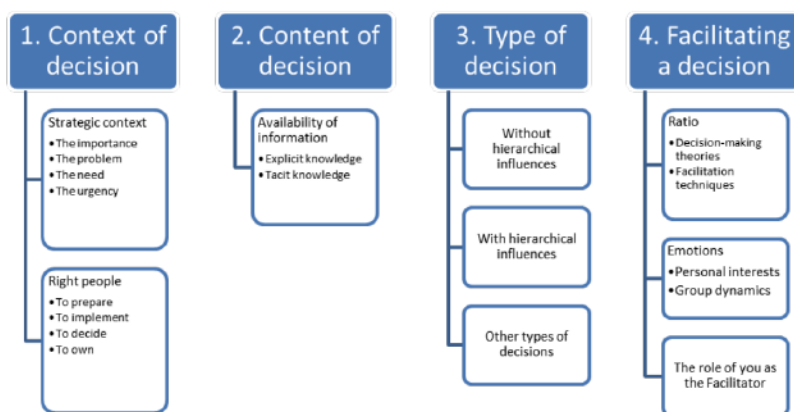 1. Context of
decision
Strategic context
•The importance
•The problem
•The need
•The urgency
Right people
•To prepare
•To implement
•To decide
•To own
2. Content of
decision
Availability of
information
•Explicit knowledge
•Tacit knowledge
3. Type of
decision
Without
hierarchical
influences
With hierarchical
influences
Other types of
decisions
4. Facilitating
a decision
Ratio
•Decision-making
theories
•Facilitation
techniques
Emotions
•Personal interests
•Group dynamics
The role of you as
the Facilitator